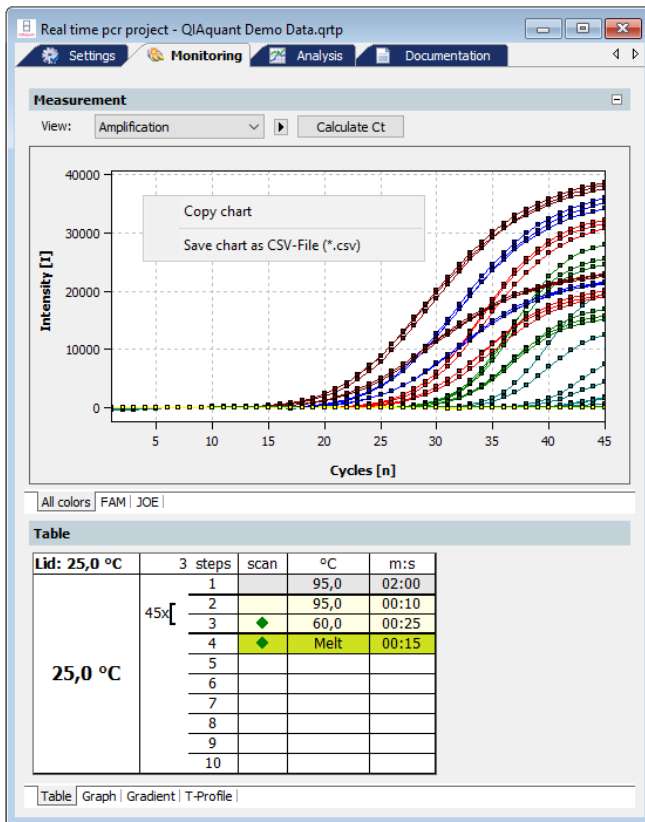 Real time pcr project - QIAquant Demo Data.qrtp
Settings Monitoring Analysis Documentation
Measurement
View: Amplification Calculate Ct
40000
Copy chart
30000
Save chart as CSV-File (*.csv)
Intensity [I]
20000
10000
0
5 10 15 20 25 30 35 40 45
Cycles [n]
All colors FAM JOE
Table
Lid: 25,0 °C 3 steps scan °C m:s
1 95,0 02:00
45x[ 2 95,0 00:10
3 60,0 00:25
4 Melt 00:15
25,0 °C
5
6
7
8
9
10
Table Graph Gradient T-Profile